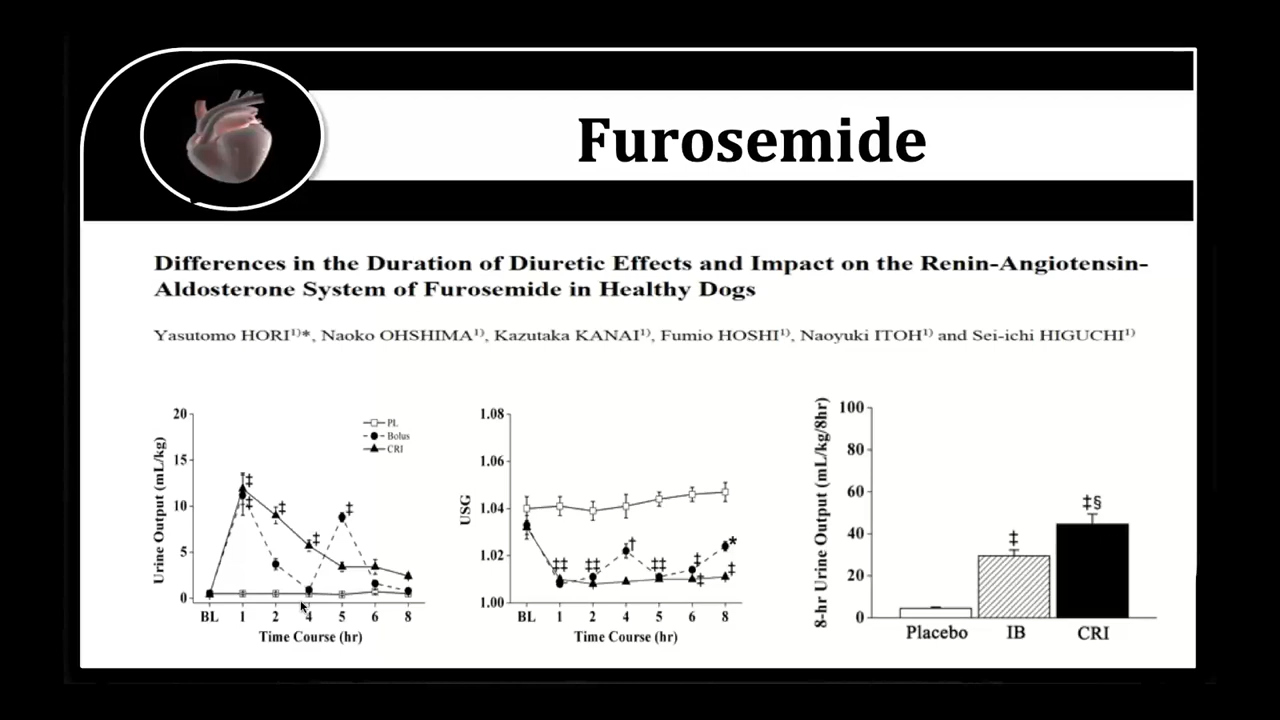 Furosemide
Differences in the Duration of Diuretic Effects and Impact on the Renin-Angiotensin-
Aldosterone System of Furosemide in Healthy Dogs
Yasutomo HORI1)*, Naoko OHSHIMA1), Kazutaka KANAI1), Fumio HOSHI1), Naoyuki ITOH1) and Sei-ichi HIGUCHI1)
Urine Output (mL/kg)
20
15
10
5
0
PL
Bolus
CRI
‡
‡
‡
‡
‡
BL 1 2 4 5 6 8
Time Course (hr)
USG
1.08
1.06
1.04
1.02
1.00
‡‡ ‡‡ † ‡‡ ‡ ‡ * ‡
BL 1 2 4 5 6 8
Time Course (hr)
8-hr Urine Output (mL/kg/8hr)
100
80
60
40
20
0
‡
‡§
Placebo IB CRI